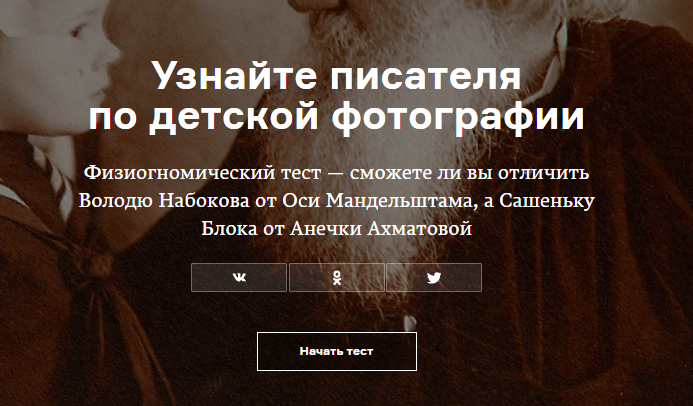 Узнайте писателя
по детской фотографии
Физиогномический тест — сможете ли вы отличить
Володю Набокова от Оси Мандельштама, а Сашеньку
Блока от Анечки Ахматовой
Начать тест